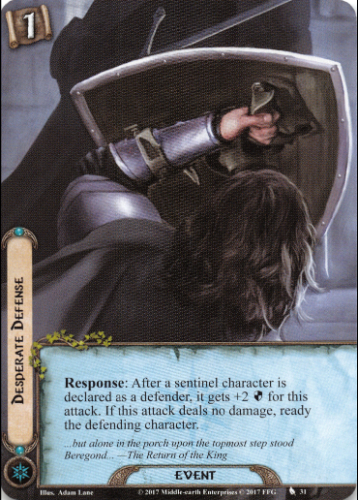 1
DESPERATE DEFENSE
Response: After a sentinel character is
declared as a defender, it gets +2 for this
attack. If this attack deals no damage, ready
the defending character.
...but alone in the porch upon the topmost step stood
Beregond... —The Return of the King
EVENT
Illus. Adam Lane
© 2017 Middle-earth Enterprises © 2017 FFG
31